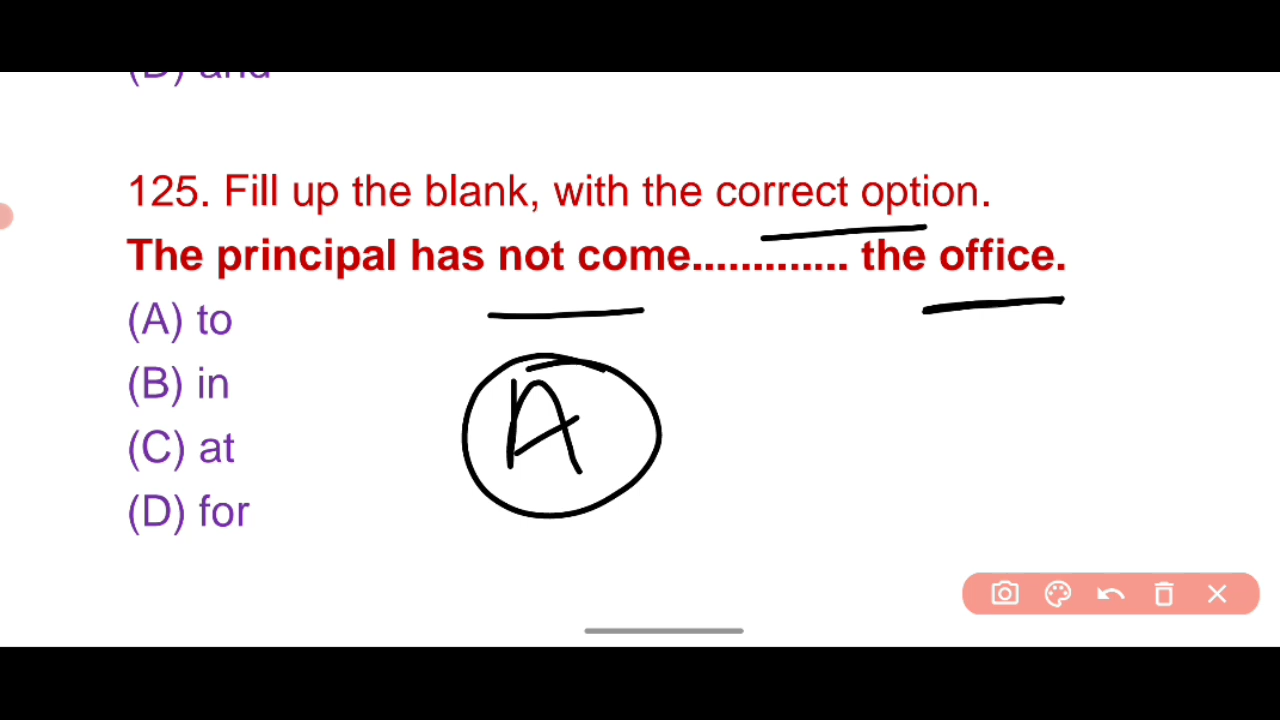 (D) and
125. Fill up the blank, with the correct option.
The principal has not come............. the office.
(A) to
(B) in
(C) at
(D) for
A